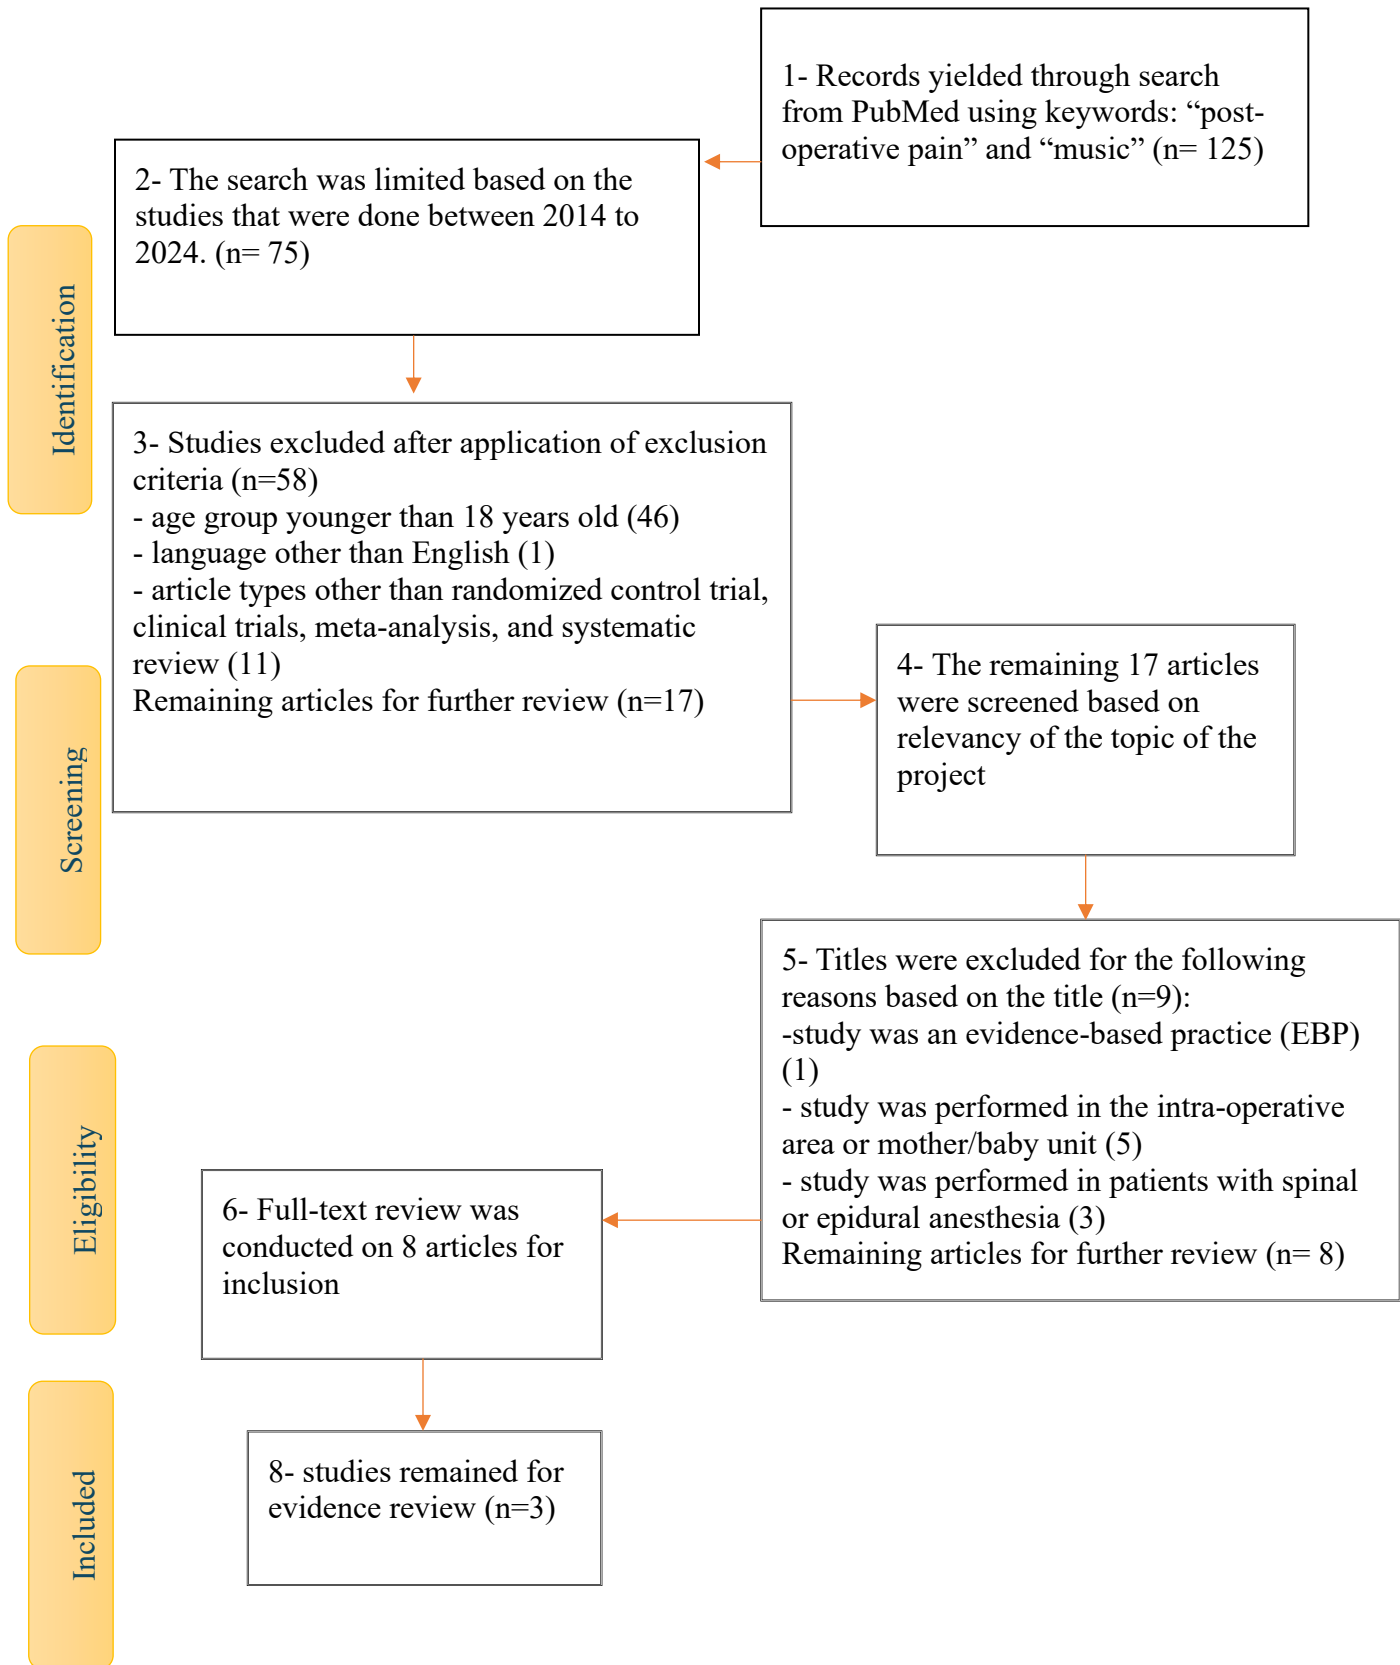 1- Records yielded through search
from PubMed using keywords: “post-
operative pain” and “music” (n= 125)
2- The search was limited based on the
studies that were done between 2014 to
2024. (n= 75)
Identification
3- Studies excluded after application of exclusion
criteria (n=58)
- age group younger than 18 years old (46)
- language other than English (1)
- article types other than randomized control trial,
clinical trials, meta-analysis, and systematic
review (11)
Remaining articles for further review (n=17)
Screening
4- The remaining 17 articles
were screened based on
relevancy of the topic of the
project
5- Titles were excluded for the following
reasons based on the title (n=9):
-study was an evidence-based practice (EBP)
(1)
- study was performed in the intra-operative
area or mother/baby unit (5)
- study was performed in patients with spinal
or epidural anesthesia (3)
Remaining articles for further review (n= 8)
Eligibility
6- Full-text review was
conducted on 8 articles for
inclusion
Included
8- studies remained for
evidence review (n=3)